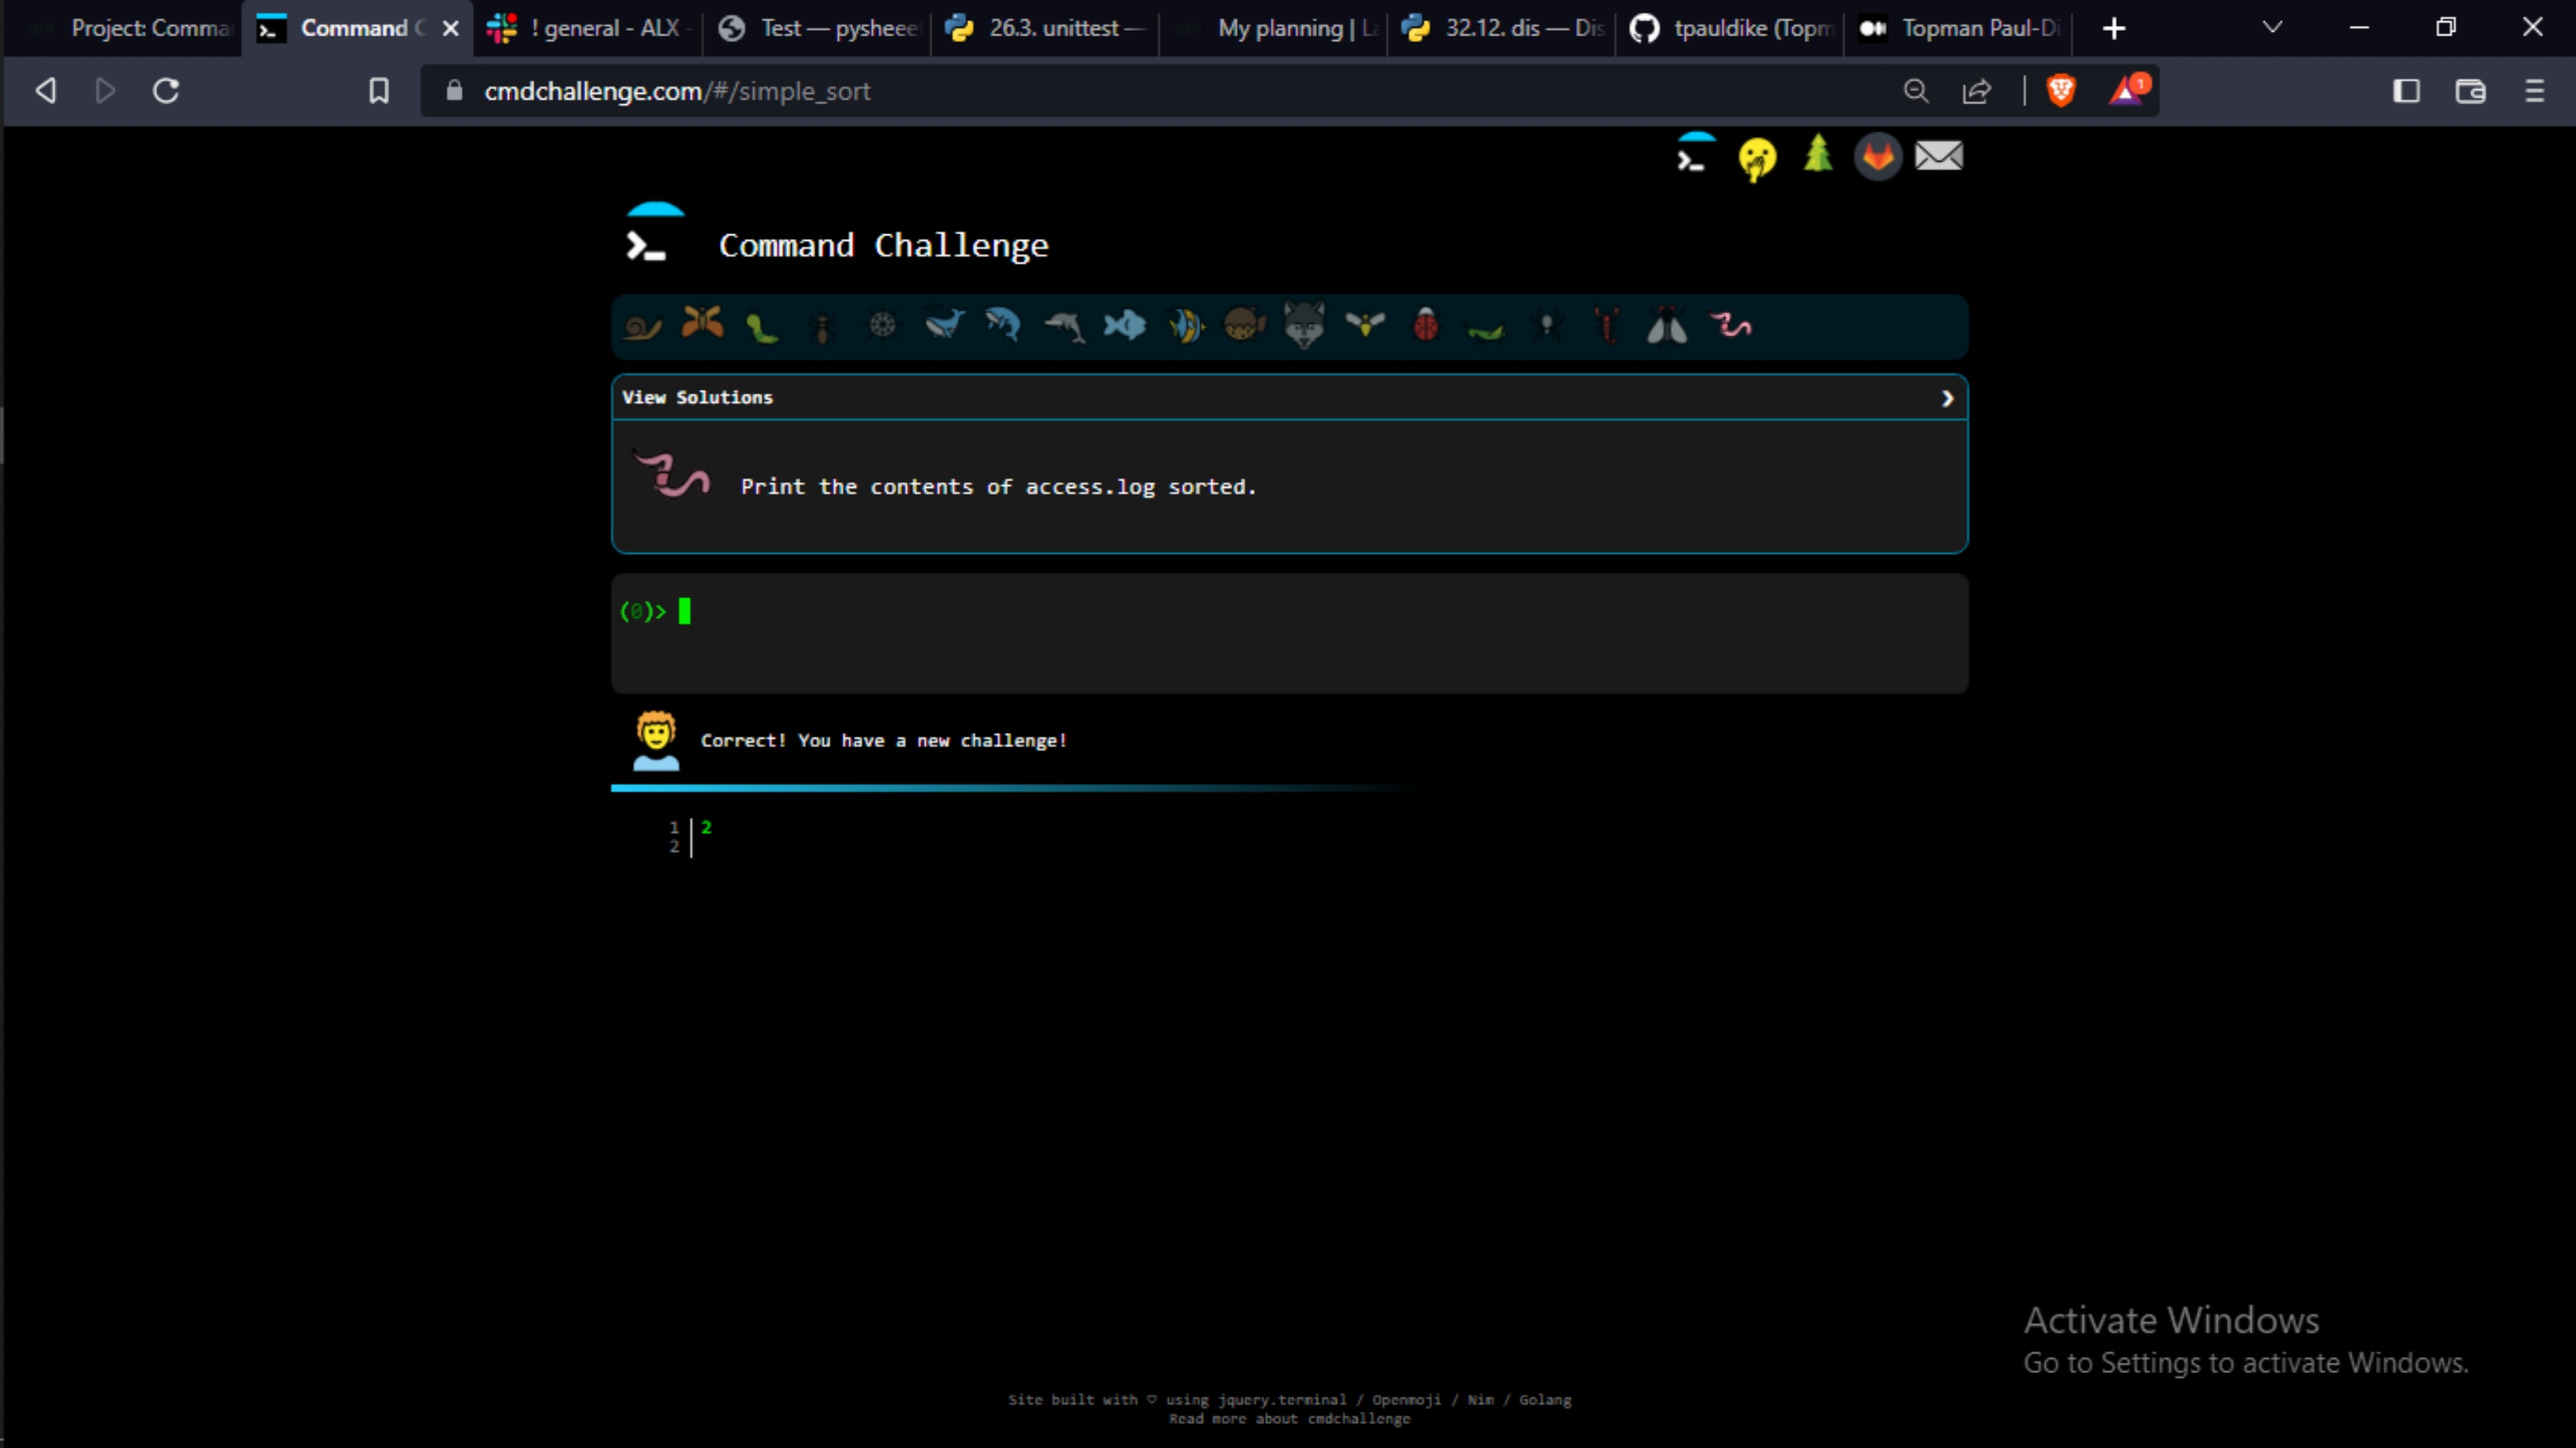 Project: Comma
Command C
! general - ALX -
Test — pysheee
26.3. unittest —
My planning | La
32.12. dis — Dis
tpauldike (Topm
Topman Paul-Di
cmdchallenge.com/#/simple_sort
1
Command Challenge
View Solutions
Print the contents of access.log sorted.
(0)>
Correct! You have a new challenge!
1 2
2
Activate Windows
Go to Settings to activate Windows.
Site built with ♡ using jquery.terminal / Openmoji / Nim / Golang
Read more about cmdchallenge